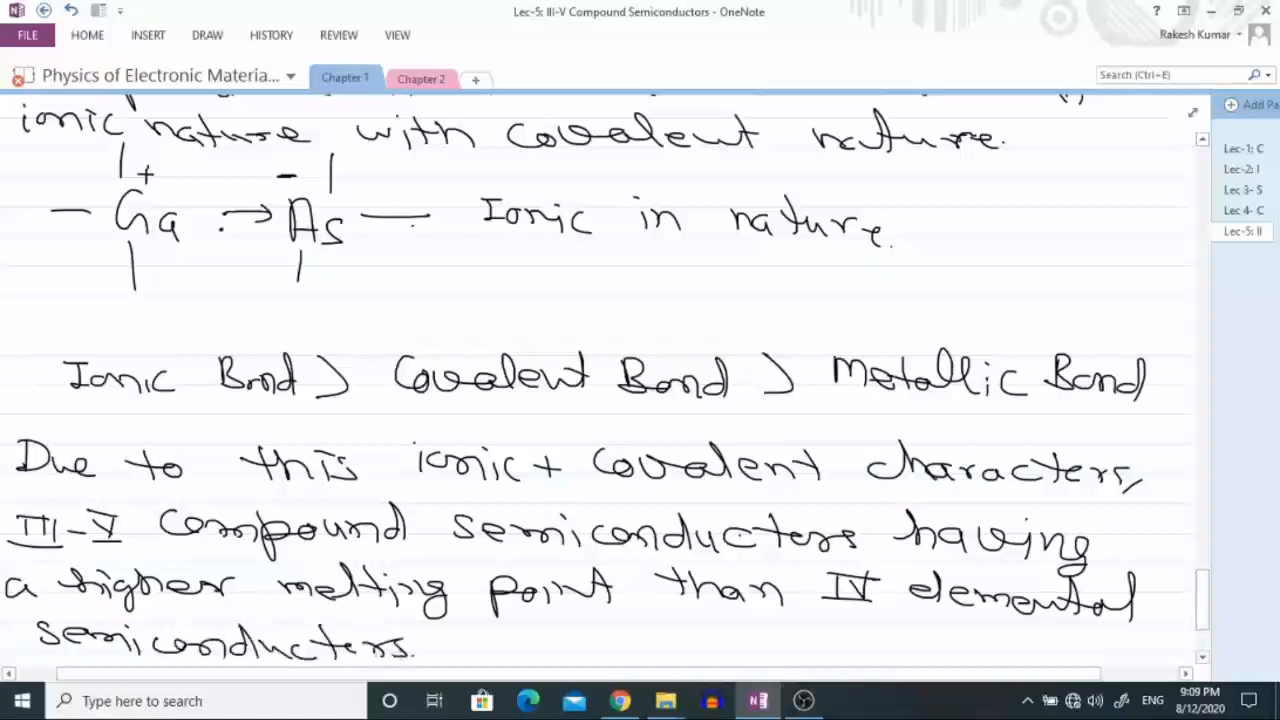 Lec-5: III-V Compound Semiconductors - OneNote
FILE HOME INSERT DRAW HISTORY REVIEW VIEW
Rakesh Kumar
Physics of Electronic Materia... Chapter 1 Chapter 2
Search (Ctrl+E)
Add Pa
Lec-1: C
Lec-2: I
Lec 3- S
Lec 4- C
Lec-5: II
ionic nature with covalent nature.
+ -
- Ga :→ As — Ionic in nature.
Ionic Bond > Covalent Bond > Metallic Bond
Due to this ionic + covalent characters,
III-V Compound semiconductors having
a higher melting point than IV elemental
semiconductors.
Type here to search
ENG
9:09 PM
8/12/2020